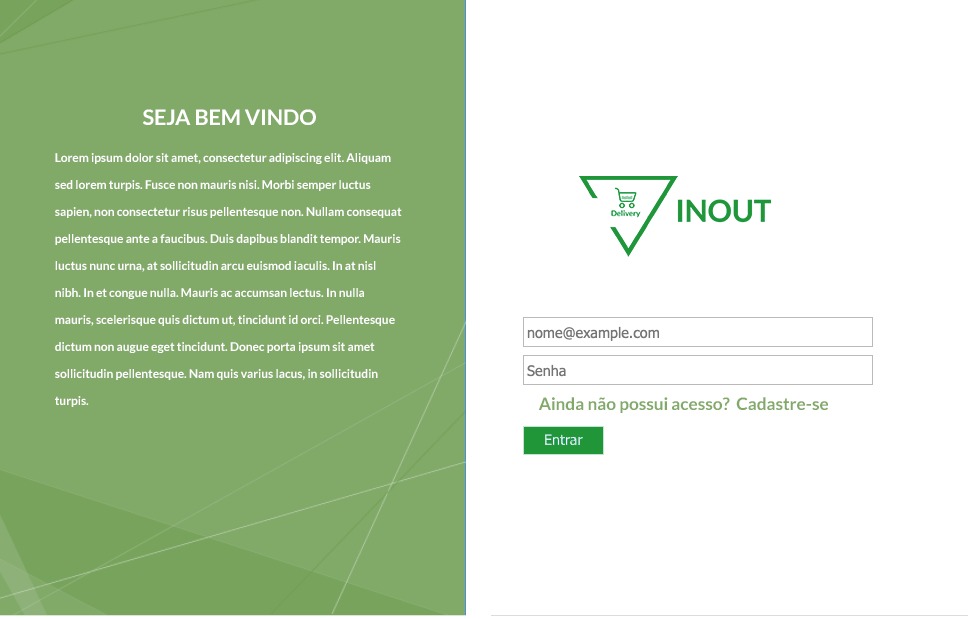 SEJA BEM VINDO
Lorem ipsum dolor sit amet, consectetur adipiscing elit. Aliquam
sed lorem turpis. Fusce non mauris nisi. Morbi semper luctus
sapien, non consectetur risus pellentesque non. Nullam consequat
pellentesque ante a faucibus. Duis dapibus blandit tempor. Mauris
luctus nunc urna, at sollicitudin arcu euismod iaculis. In at nisl
nibh. In et congue nulla. Mauris ac accumsan lectus. In nulla
mauris, scelerisque quis dictum ut, tincidunt id orci. Pellentesque
dictum non augue eget tincidunt. Donec porta ipsum sit amet
sollicitudin pellentesque. Nam quis varius lacus, in sollicitudin
turpis.
Delivery
INOUT
nome@example.com
Senha
Ainda não possui acesso? Cadastre-se
Entrar